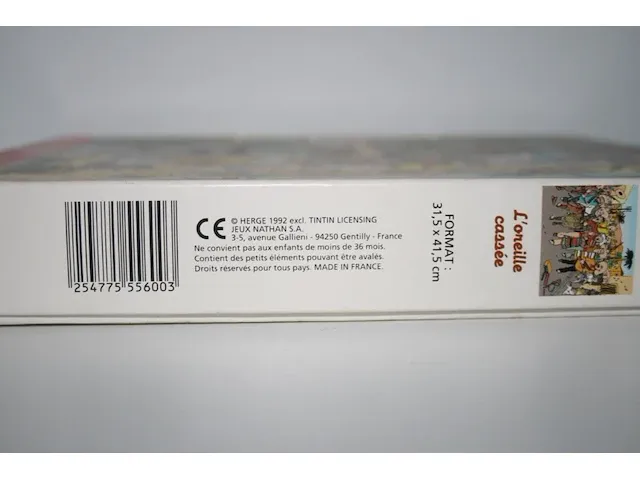 254775 556003
CE © HERGE 1992 excl. TINTIN LICENSING
JEUX NATHAN S.A.
3-5, avenue Gallieni - 94250 Gentilly - France
Ne convient pas aux enfants de moins de 36 mois.
Contient des petits éléments pouvant être avalés.
Droits réservés pour tous pays. MADE IN FRANCE.
FORMAT :
31,5 x 41,5 cm
L'oreille
cassée